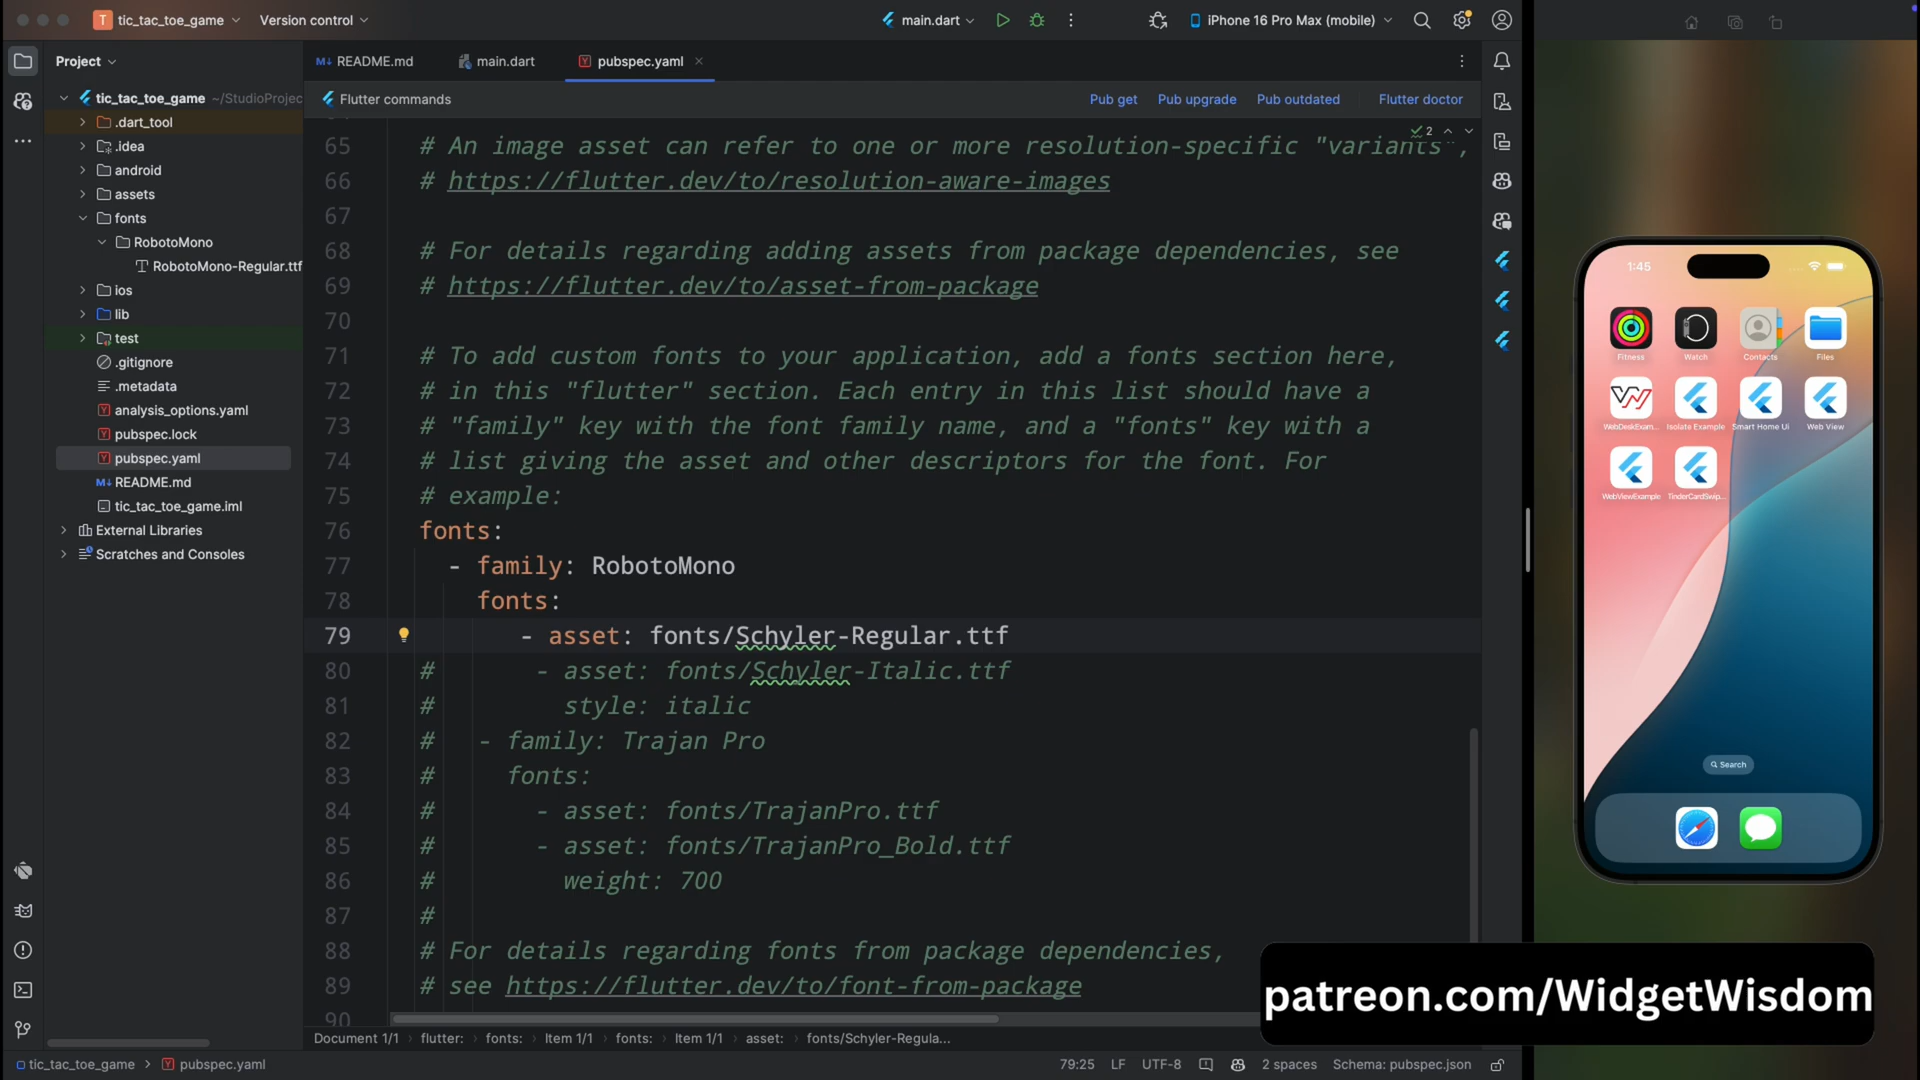 T tic_tac_toe_game Version control main.dart iPhone 16 Pro Max (mobile)
Project
README.md main.dart pubspec.yaml
Flutter commands Pub get Pub upgrade Pub outdated Flutter doctor
tic_tac_toe_game ~/StudioProjec
.dart_tool
.idea
android
assets
fonts
RobotoMono
RobotoMono-Regular.ttf
ios
lib
test
.gitignore
.metadata
analysis_options.yaml
pubspec.lock
pubspec.yaml
README.md
tic_tac_toe_game.iml
External Libraries
Scratches and Consoles
2
65 # An image asset can refer to one or more resolution-specific "variants",
66 # https://flutter.dev/to/resolution-aware-images
67
68 # For details regarding adding assets from package dependencies, see
69 # https://flutter.dev/to/asset-from-package
70
71 # To add custom fonts to your application, add a fonts section here,
72 # in this "flutter" section. Each entry in this list should have a
73 # "family" key with the font family name, and a "fonts" key with a
74 # list giving the asset and other descriptors for the font. For
75 # example:
76 fonts:
77 - family: RobotoMono
78 fonts:
79 - asset: fonts/Schyler-Regular.ttf
80 # - asset: fonts/Schyler-Italic.ttf
81 # style: italic
82 # - family: Trajan Pro
83 # fonts:
84 # - asset: fonts/TrajanPro.ttf
85 # - asset: fonts/TrajanPro_Bold.ttf
86 # weight: 700
87 #
88 # For details regarding fonts from package dependencies,
89 # see https://flutter.dev/to/font-from-package
90
Document 1/1 flutter: fonts: Item 1/1 fonts: Item 1/1 asset: fonts/Schyler-Regula...
tic_tac_toe_game > pubspec.yaml 79:25 LF UTF-8 2 spaces Schema: pubspec.json
1:45
Fitness Watch Contacts Files
WebDeskExam... Isolate Example Smart Home Ui Web View
WebViewExample TinderCardSwip...
Search
patreon.com/WidgetWisdom